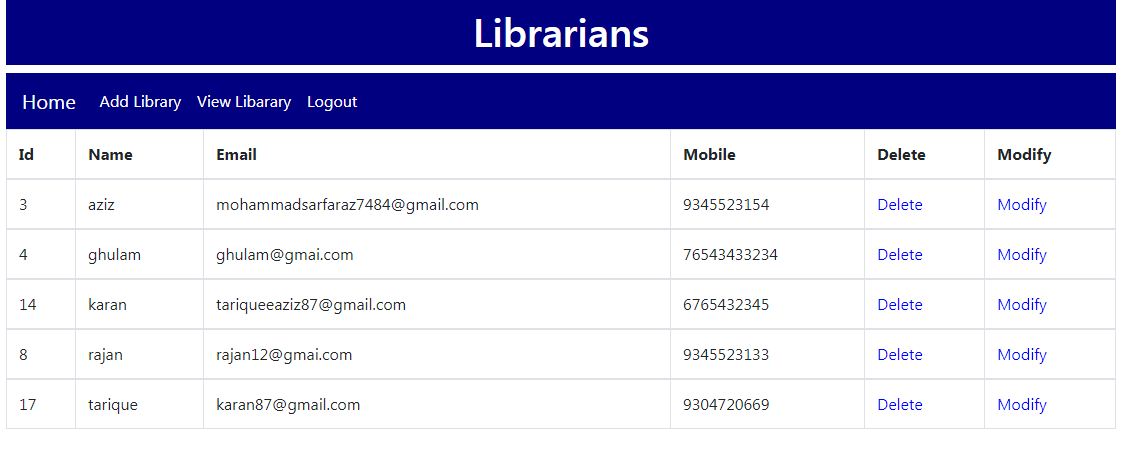 Librarians
Home Add Library View Libarary Logout
Id Name Email Mobile Delete Modify
3 aziz mohammadsarfaraz7484@gmail.com 9345523154 Delete Modify
4 ghulam ghulam@gmai.com 76543433234 Delete Modify
14 karan tariqueeaziz87@gmail.com 6765432345 Delete Modify
8 rajan rajan12@gmai.com 9345523133 Delete Modify
17 tarique karan87@gmail.com 9304720669 Delete Modify